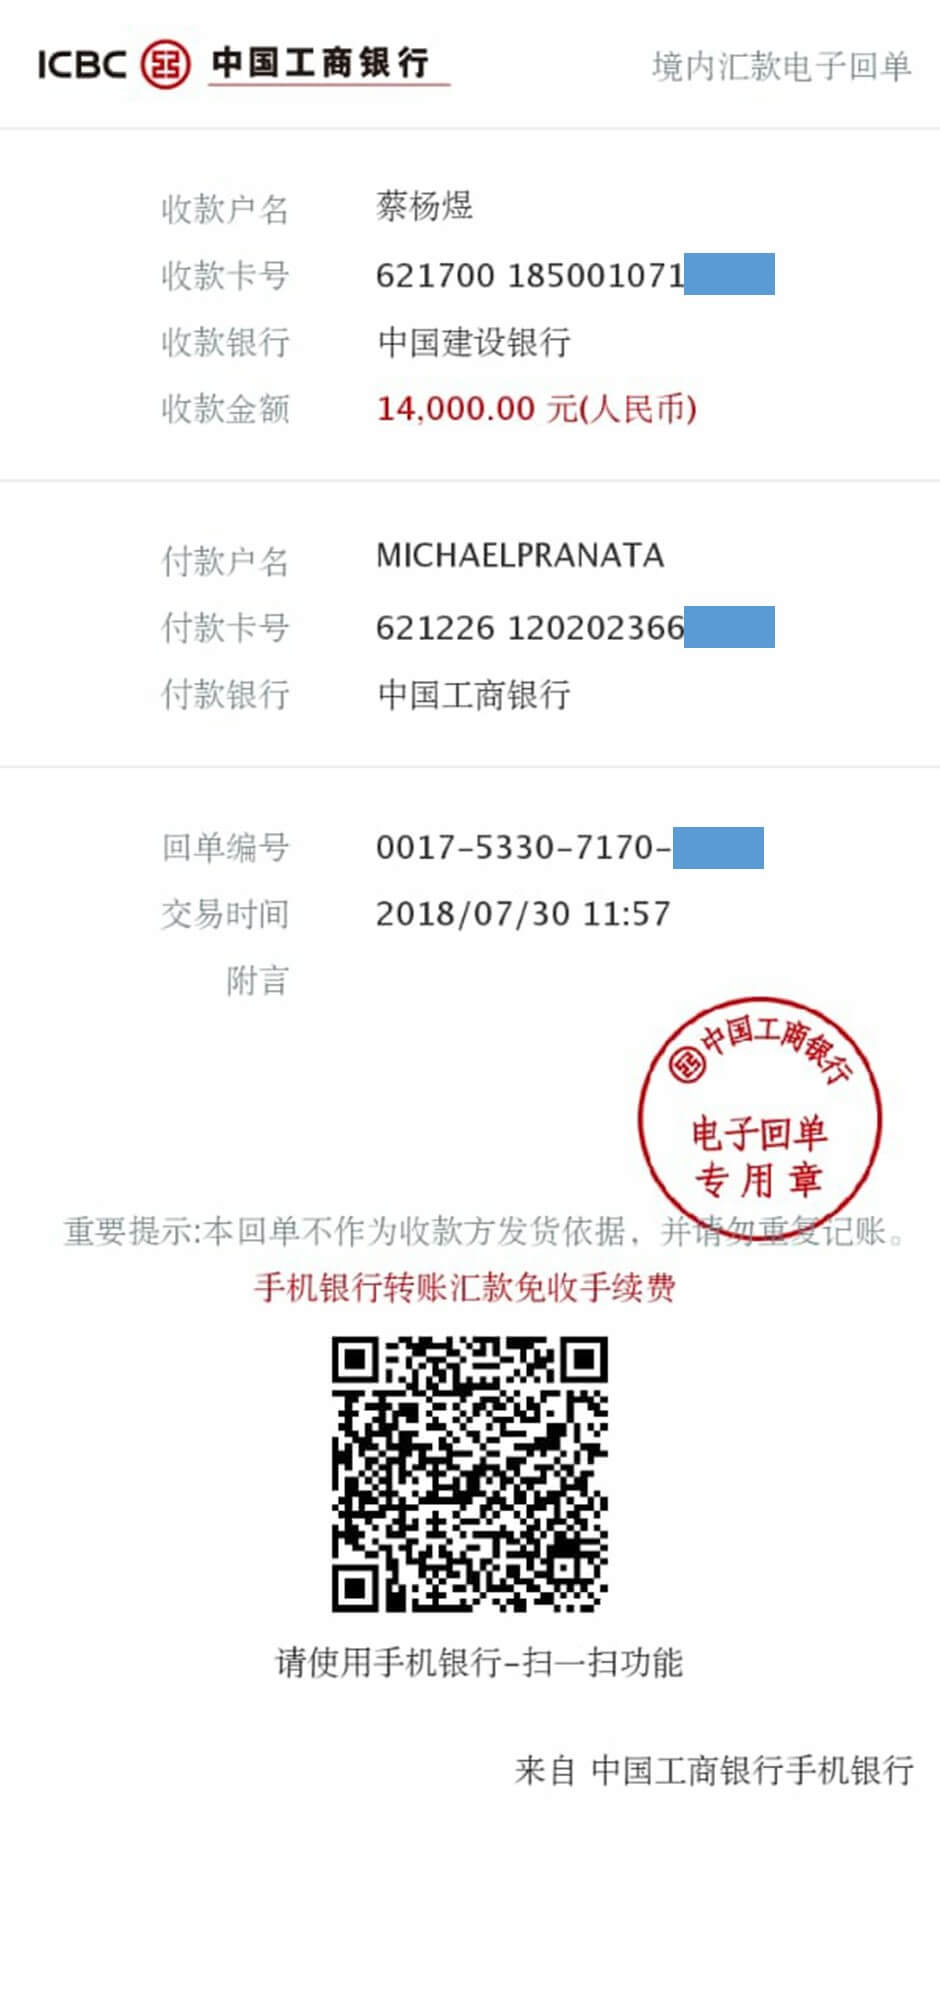 ICBC 中国工商银行 境内汇款电子回单
收款户名 蔡杨煜
收款卡号 621700 185001071
收款银行 中国建设银行
收款金额 14,000.00 元(人民币)
付款户名 MICHAELPRANATA
付款卡号 621226 120202366
付款银行 中国工商银行
回单编号 0017-5330-7170-
交易时间 2018/07/30 11:57
附言
中国工商银行
电子回单
专用章
重要提示:本回单不作为收款方发货依据，并请勿重复记账。
手机银行转账汇款免收手续费
请使用手机银行-扫一扫功能
来自 中国工商银行手机银行